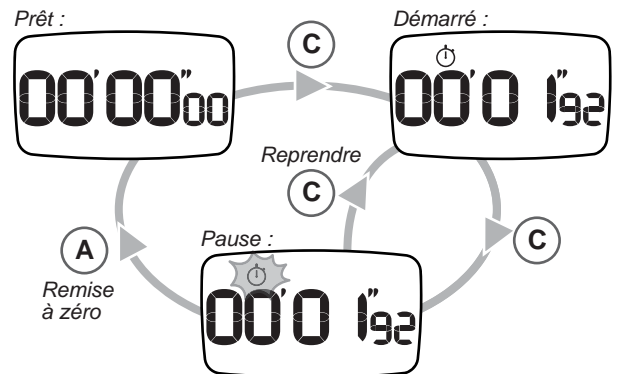 Prêt :
00'00"00
C
Démarré :
00'01"92
Reprendre
C
C
A
Remise
à zéro
Pause :
00'01"92